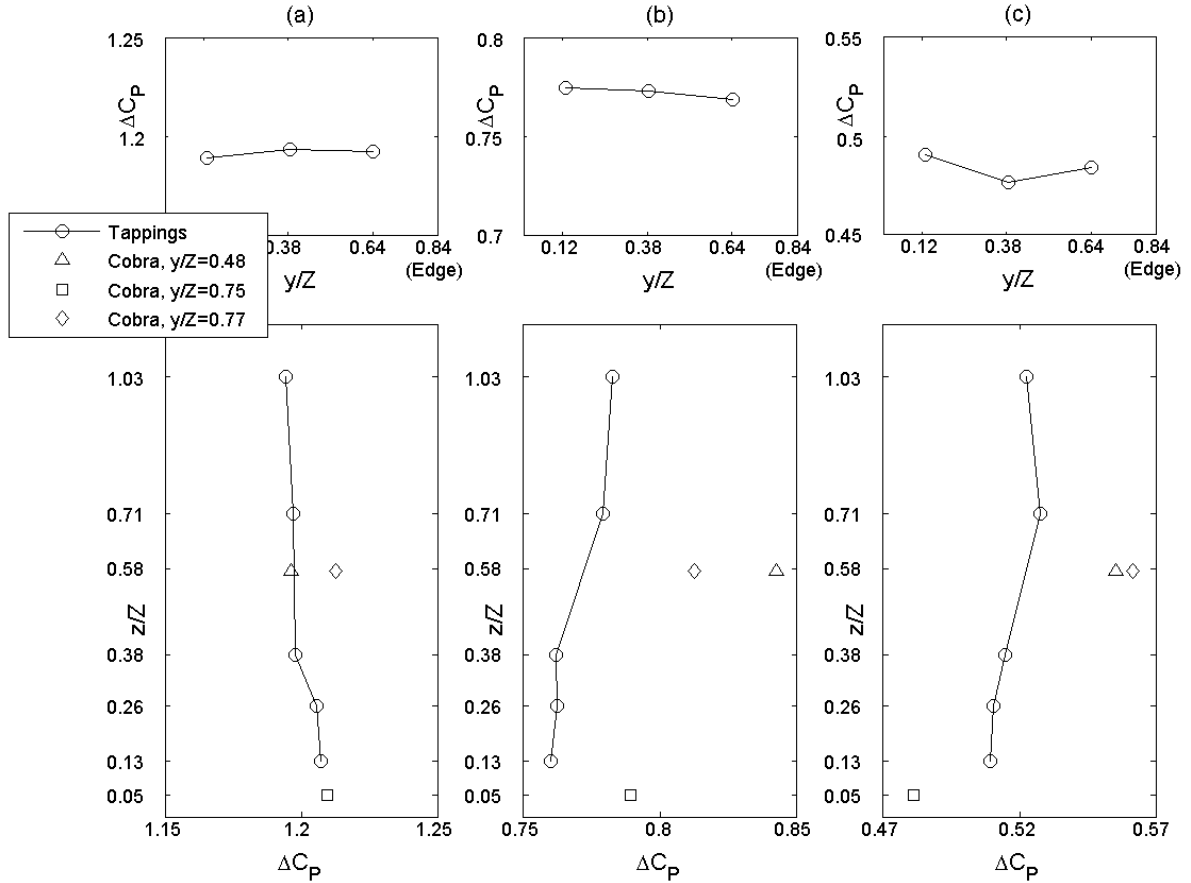 (a) (b) (c)
1.25 0.8 0.55
ΔCP ΔCP ΔCP
1.2 0.75 0.5
0.7 0.45
0.38 0.64 0.84 0.12 0.38 0.64 0.84 0.12 0.38 0.64 0.84
(Edge) (Edge) (Edge)
y/Z y/Z y/Z
Tappings
Cobra, y/Z=0.48
Cobra, y/Z=0.75
Cobra, y/Z=0.77
1.03 1.03 1.03
0.71 0.71 0.71
0.58 0.58 0.58
z/Z z/Z z/Z
0.38 0.38 0.38
0.26 0.26 0.26
0.13 0.13 0.13
0.05 0.05 0.05
1.15 1.2 1.25 0.75 0.8 0.85 0.47 0.52 0.57
ΔCP ΔCP ΔCP